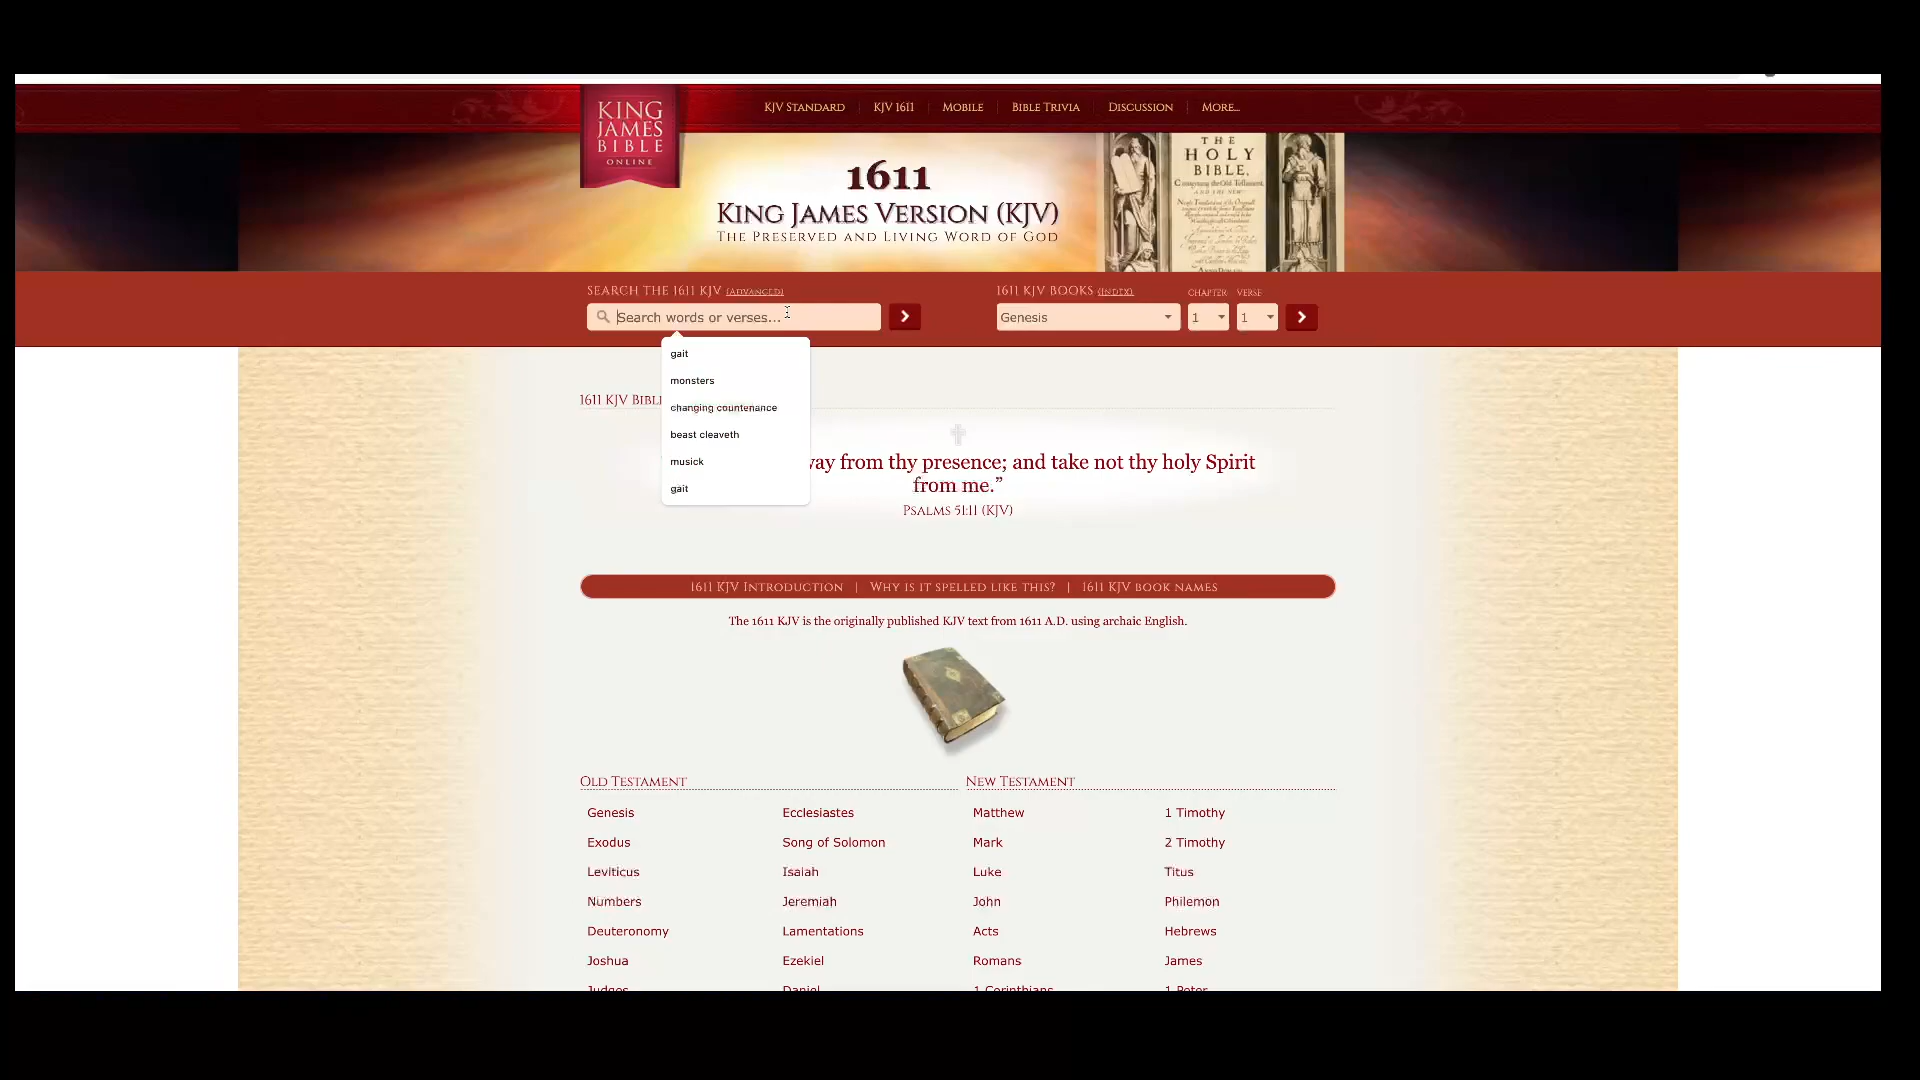 KING
JAMES
BIBLE
ONLINE
KJV STANDARD
KJV 1611
MOBILE
BIBLE TRIVIA
DISCUSSION
MORE...
1611
KING JAMES VERSION (KJV)
THE PRESERVED AND LIVING WORD OF GOD
THE
HOLY
BIBLE,
SEARCH THE 1611 KJV (ADVANCED)
1611 KJV BOOKS (INDEX)
CHAPTER
VERSE
Search words or verses...
Genesis
1
1
gait
monsters
changing countenance
beast cleaveth
musick
gait
1611 KJV BIBL
way from thy presence; and take not thy holy Spirit
from me.”
PSALMS 51:11 (KJV)
1611 KJV INTRODUCTION | WHY IS IT SPELLED LIKE THIS? | 1611 KJV BOOK NAMES
The 1611 KJV is the originally published KJV text from 1611 A.D. using archaic English.
OLD TESTAMENT
NEW TESTAMENT
Genesis
Ecclesiastes
Matthew
1 Timothy
Exodus
Song of Solomon
Mark
2 Timothy
Leviticus
Isaiah
Luke
Titus
Numbers
Jeremiah
John
Philemon
Deuteronomy
Lamentations
Acts
Hebrews
Joshua
Ezekiel
Romans
James
Judges
Daniel
1 Corinthians
1 Peter